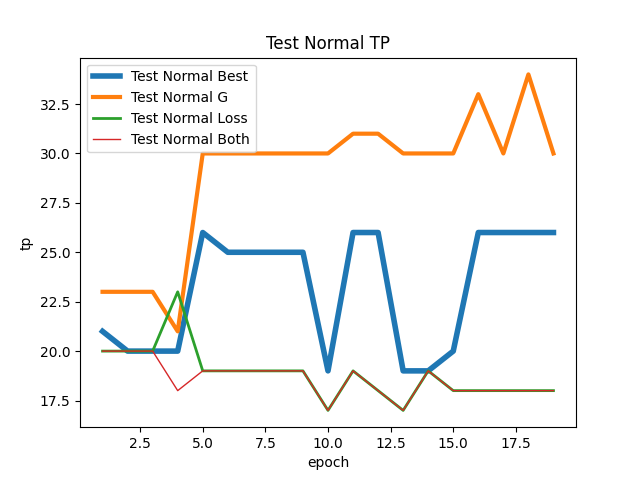 Test Normal TP
Test Normal Best
Test Normal G
Test Normal Loss
Test Normal Both
32.5
30.0
27.5
25.0
22.5
20.0
17.5
tp
2.5 5.0 7.5 10.0 12.5 15.0 17.5
epoch